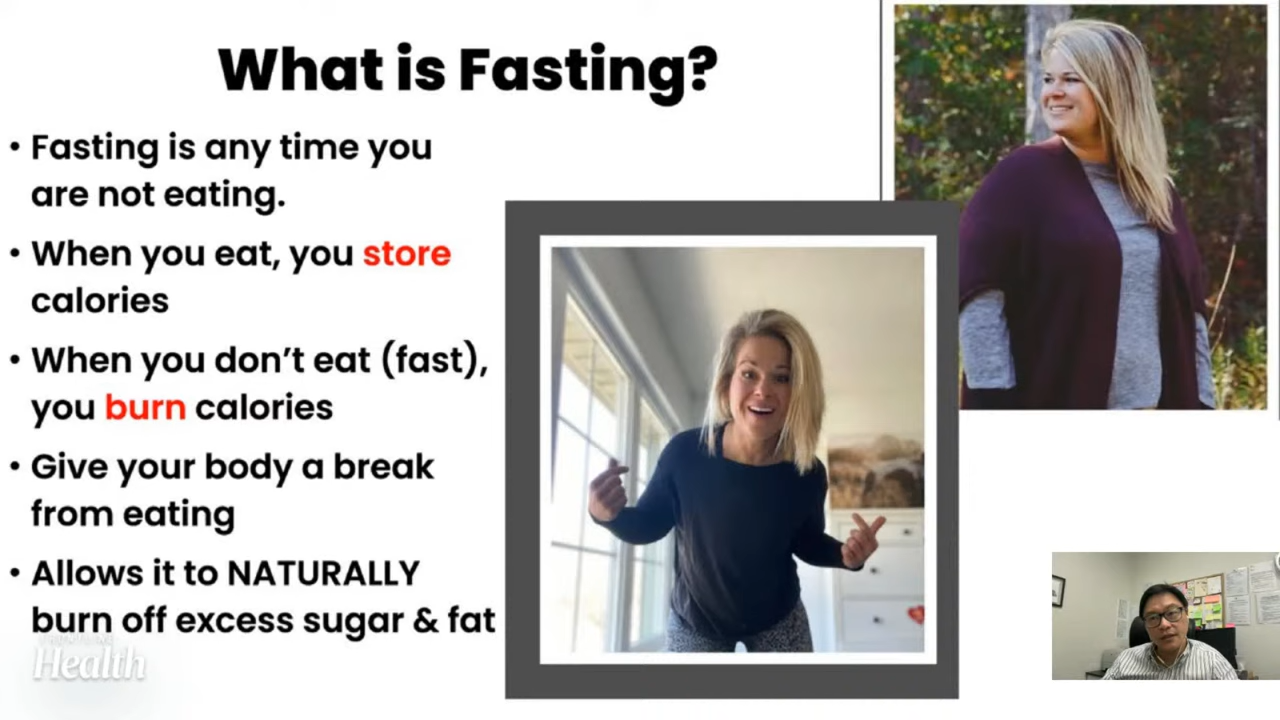 What is Fasting?
• Fasting is any time you
are not eating.
• When you eat, you store
calories
• When you don’t eat (fast),
you burn calories
• Give your body a break
from eating
• Allows it to NATURALLY
burn off excess sugar & fat
Health